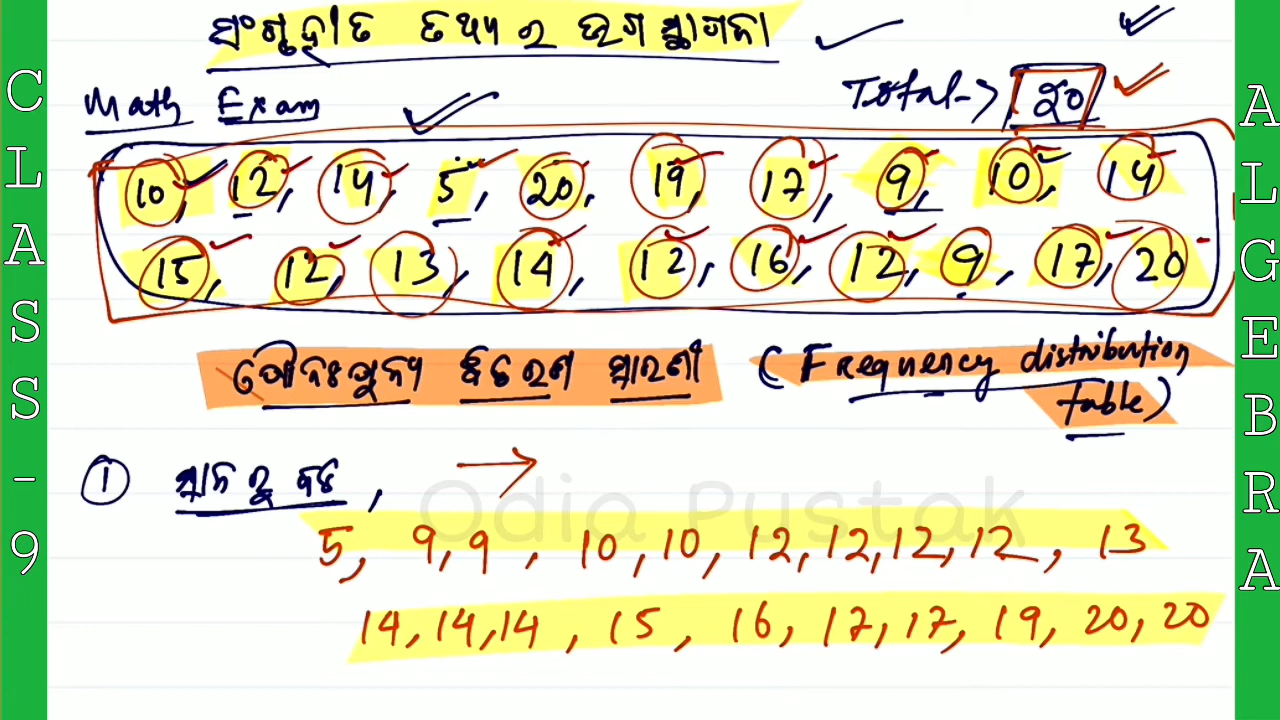 ସଂଗୃହୀତ ତଥ୍ୟ ର ଉପସ୍ଥାପନା
Math Exam Total-> 20
10, 12, 14, 5, 20, 19, 17, 9, 10, 14
15, 12, 13, 14, 12, 16, 12, 9, 17, 20
ପୌନଃପୁନ୍ୟ ବିତରଣ ସାରଣୀ (Frequency distribution
table)
① ସାନ ରୁ ବଡ,
Odia Pustak
5, 9, 9, 10, 10, 12, 12, 12, 12, 13
14, 14, 14, 15, 16, 17, 17, 19, 20, 20
CLASS-9
ALGEBRA